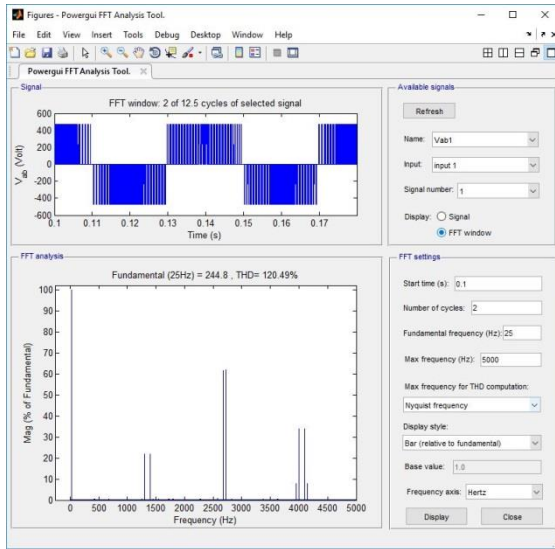 Figures - Powergui FFT Analysis Tool.
File Edit View Insert Tools Debug Desktop Window Help
Powergui FFT Analysis Tool.
Signal
FFT window: 2 of 12.5 cycles of selected signal
Vab (Volt)
600
400
200
0
-200
-400
-600
0.1 0.11 0.12 0.13 0.14 0.15 0.16 0.17
Time (s)
FFT analysis
Fundamental (25Hz) = 244.8 , THD= 120.49%
Mag (% of Fundamental)
100
90
80
70
60
50
40
30
20
10
0
0 500 1000 1500 2000 2500 3000 3500 4000 4500 5000
Frequency (Hz)
Available signals
Refresh
Name: Vab1
Input: input 1
Signal number: 1
Display: Signal
FFT window
FFT settings
Start time (s): 0.1
Number of cycles: 2
Fundamental frequency (Hz): 25
Max frequency (Hz): 5000
Max frequency for THD computation:
Nyquist frequency
Display style:
Bar (relative to fundamental)
Base value: 1.0
Frequency axis: Hertz
Display Close